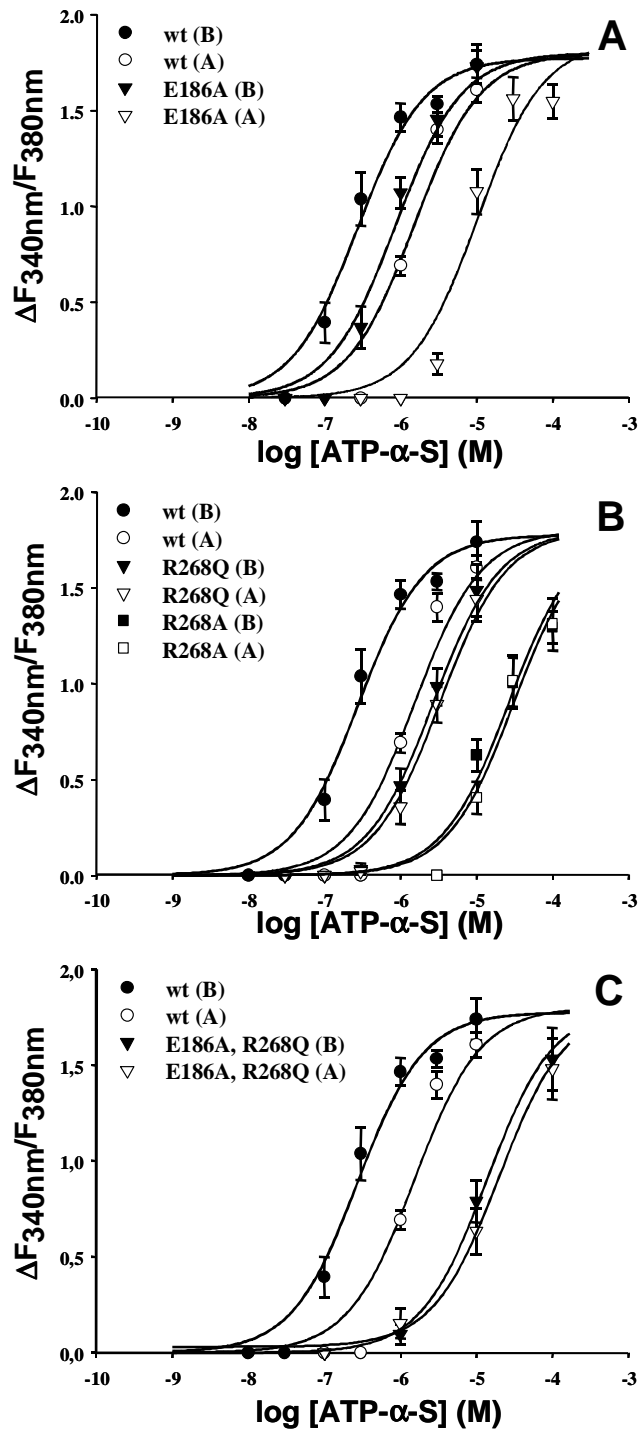 A
wt (B)
wt (A)
E186A (B)
E186A (A)
2.0
1.5
1.0
0.5
0.0
ΔF340nm/F380nm
-10 -9 -8 -7 -6 -5 -4 -3
log [ATP-α-S] (M)
B
wt (B)
wt (A)
R268Q (B)
R268Q (A)
R268A (B)
R268A (A)
2.0
1.5
1.0
0.5
0.0
ΔF340nm/F380nm
-10 -9 -8 -7 -6 -5 -4 -3
log [ATP-α-S] (M)
C
wt (B)
wt (A)
E186A, R268Q (B)
E186A, R268Q (A)
2,0
1,5
1,0
0,5
0,0
ΔF340nm/F380nm
-10 -9 -8 -7 -6 -5 -4 -3
log [ATP-α-S] (M)